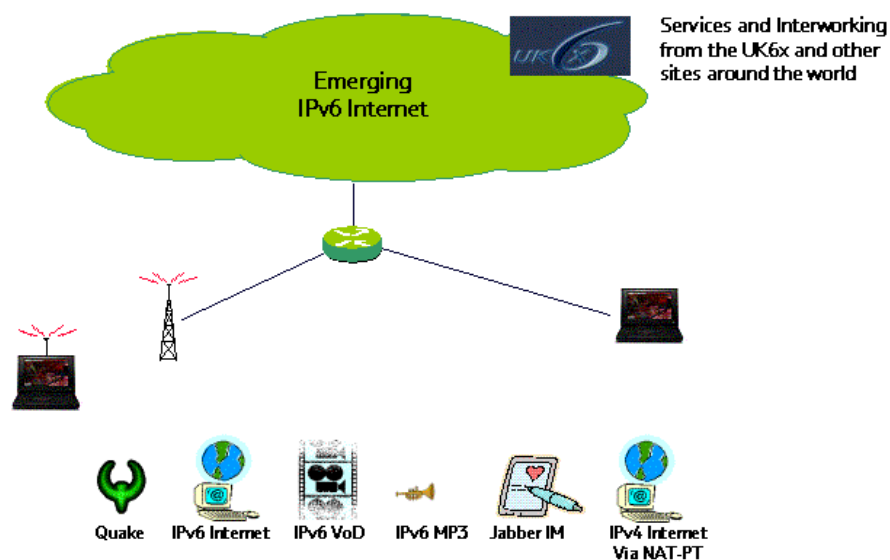 Services and Interworking
from the UK6x and other
sites around the world
UK6x
Emerging
IPv6 Internet
Quake
IPv6 Internet
IPv6 VoD
IPv6 MP3
Jabber IM
IPv4 Internet
Via NAT-PT